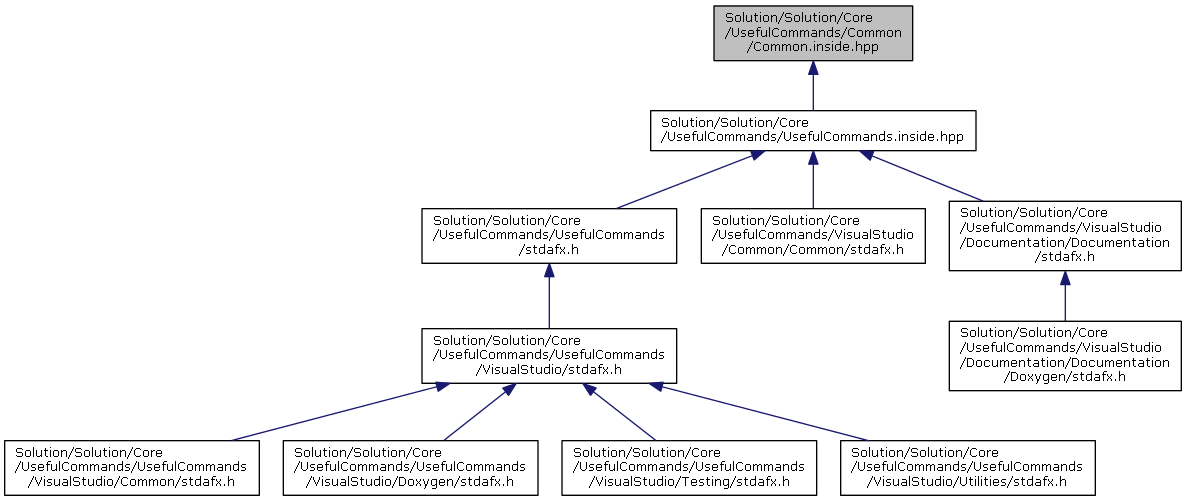 Solution/Solution/Core
/UsefulCommands/Common
/Common.inside.hpp
Solution/Solution/Core
/UsefulCommands/UsefulCommands.inside.hpp
Solution/Solution/Core
/UsefulCommands/UsefulCommands
/stdafx.h
Solution/Solution/Core
/UsefulCommands/VisualStudio
/Common/Common/stdafx.h
Solution/Solution/Core
/UsefulCommands/VisualStudio
/Documentation/Documentation
/stdafx.h
Solution/Solution/Core
/UsefulCommands/UsefulCommands
/VisualStudio/stdafx.h
Solution/Solution/Core
/UsefulCommands/VisualStudio
/Documentation/Documentation
/Doxygen/stdafx.h
Solution/Solution/Core
/UsefulCommands/UsefulCommands
/VisualStudio/Common/stdafx.h
Solution/Solution/Core
/UsefulCommands/UsefulCommands
/VisualStudio/Doxygen/stdafx.h
Solution/Solution/Core
/UsefulCommands/UsefulCommands
/VisualStudio/Testing/stdafx.h
Solution/Solution/Core
/UsefulCommands/UsefulCommands
/VisualStudio/Utilities/stdafx.h